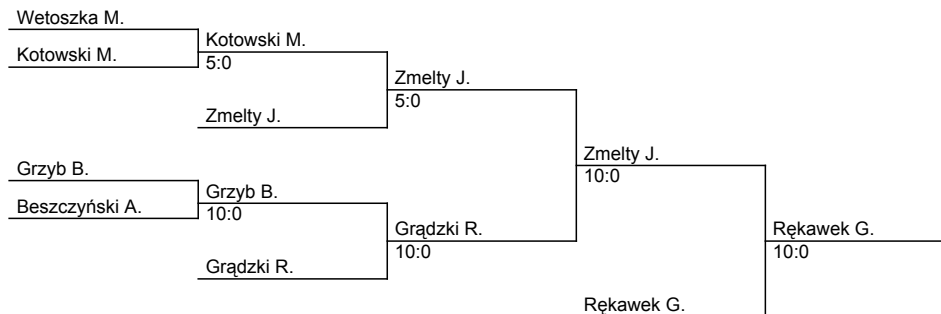 Wetoszka M.
Kotowski M.
Kotowski M.
5:0
Zmelty J.
Zmelty J.
5:0
Grzyb B.
Beszczyński A.
Grzyb B.
10:0
Grądzki R.
Grądzki R.
10:0
Zmelty J.
10:0
Rękawek G.
Rękawek G.
10:0